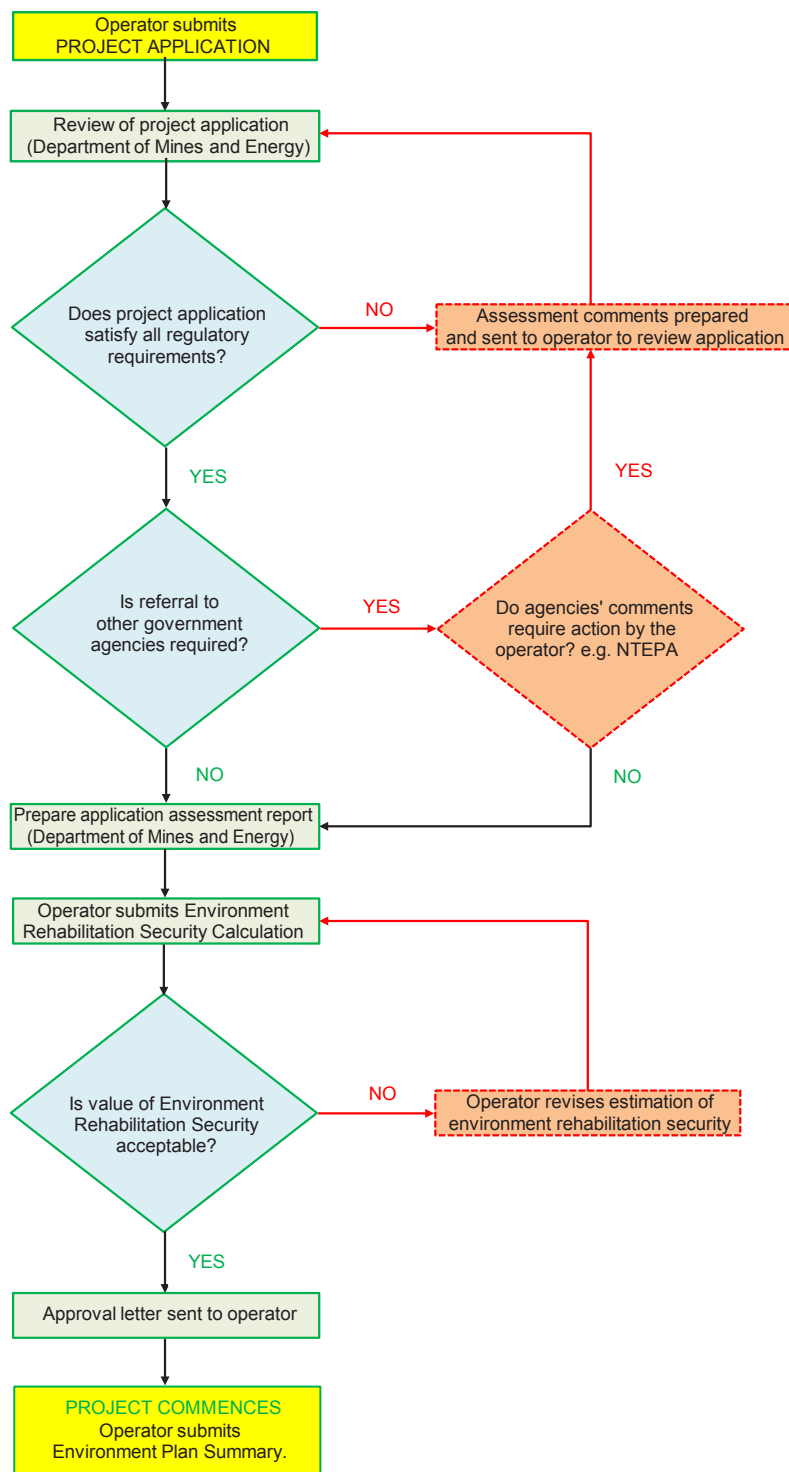 Operator submits
PROJECT APPLICATION
Review of project application
(Department of Mines and Energy)
Does project application
satisfy all regulatory
requirements?
NO
Assessment comments prepared
and sent to operator to review application
YES
YES
Is referral to
other government
agencies required?
YES
Do agencies' comments
require action by the
operator? e.g. NTEPA
NO
NO
Prepare application assessment report
(Department of Mines and Energy)
Operator submits Environment
Rehabilitation Security Calculation
Is value of Environment
Rehabilitation Security
acceptable?
NO
Operator revises estimation of
environment rehabilitation security
YES
Approval letter sent to operator
PROJECT COMMENCES
Operator submits
Environment Plan Summary.